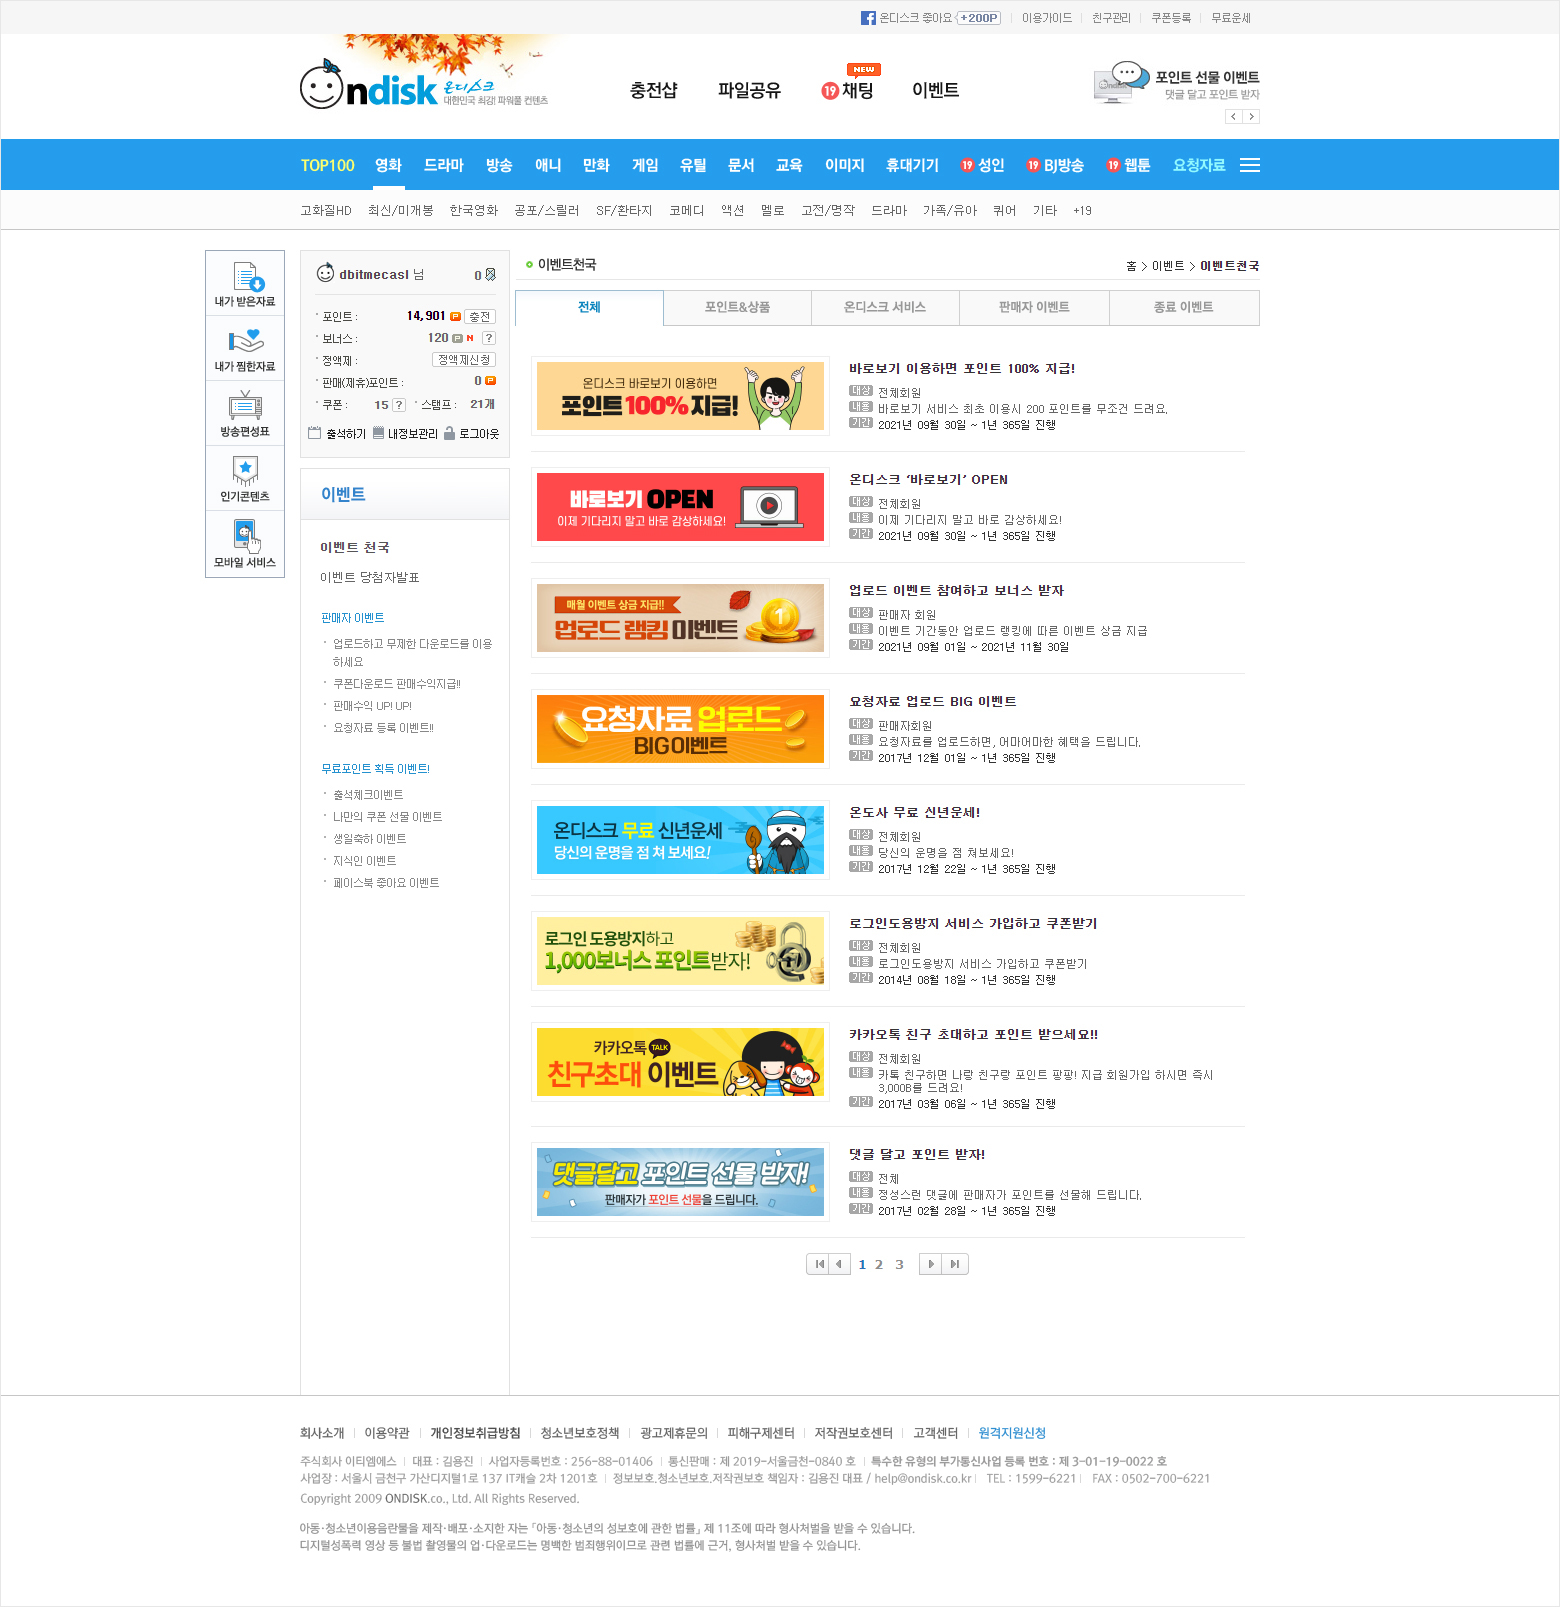 온디스크 좋아요 +200P 이용가이드 친구관리 쿠폰등록 무료운세
ndisk 온디스크
대한민국 최강! 파워풀 컨텐츠
충전샵 파일공유 19 채팅 NEW 이벤트
포인트 선물 이벤트
댓글 달고 포인트 받자
TOP100 영화 드라마 방송 애니 만화 게임 유틸 문서 교육 이미지 휴대기기 19 성인 19 BJ방송 19 웹툰 요청자료
고화질HD 최신/미개봉 한국영화 공포/스릴러 SF/환타지 코메디 액션 멜로 고전/명작 드라마 가족/유아 퀴어 기타 +19
내가 받은자료
내가 찜한자료
방송편성표
인기콘텐츠
모바일 서비스
dbitmecasl 님 0
포인트 : 14,901 P 충전
보너스 : 120 P N ?
정액제 : 정액제신청
판매(제휴)포인트 : 0 P
쿠폰 : 15 ? 스탬프 : 21개
출석하기 내정보관리 로그아웃
이벤트
이벤트 천국
이벤트 당첨자발표
판매자 이벤트
업로드하고 무제한 다운로드를 이용
하세요
쿠폰다운로드 판매수익지급!!
판매수익 UP! UP!
요청자료 등록 이벤트!!
무료포인트 획득 이벤트!
출석체크이벤트
나만의 쿠폰 선물 이벤트
생일축하 이벤트
지식인 이벤트
페이스북 좋아요 이벤트
이벤트천국
홈 > 이벤트 > 이벤트천국
전체 포인트&상품 온디스크 서비스 판매자 이벤트 종료 이벤트
온디스크 바로보기 이용하면
포인트 100% 지급!
바로보기 이용하면 포인트 100% 지급!
대상 전체회원
내용 바로보기 서비스 최초 이용시 200 포인트를 무조건 드려요.
기간 2021년 09월 30일 ~ 1년 365일 진행
바로보기 OPEN
이제 기다리지 말고 바로 감상하세요!
온디스크 ‘바로보기’ OPEN
대상 전체회원
내용 이제 기다리지 말고 바로 감상하세요!
기간 2021년 09월 30일 ~ 1년 365일 진행
매월 이벤트 상금 지급!!
업로드 랭킹 이벤트
1
업로드 이벤트 참여하고 보너스 받자
대상 판매자 회원
내용 이벤트 기간동안 업로드 랭킹에 따른 이벤트 상금 지급
기간 2021년 09월 01일 ~ 2021년 11월 30일
요청자료 업로드
BIG이벤트
요청자료 업로드 BIG 이벤트
대상 판매자회원
내용 요청자료를 업로드하면, 어마어마한 혜택을 드립니다.
기간 2017년 12월 01일 ~ 1년 365일 진행
온디스크 무료 신년운세
당신의 운명을 점 쳐 보세요!
온도사 무료 신년운세!
대상 전체회원
내용 당신의 운명을 점 쳐보세요!
기간 2017년 12월 22일 ~ 1년 365일 진행
로그인 도용방지하고
1,000보너스 포인트받자!
로그인도용방지 서비스 가입하고 쿠폰받기
대상 전체회원
내용 로그인도용방지 서비스 가입하고 쿠폰받기
기간 2014년 08월 18일 ~ 1년 365일 진행
카카오톡 TALK
친구초대 이벤트
카카오톡 친구 초대하고 포인트 받으세요!!
대상 전체회원
내용 카톡 친구하면 나랑 친구랑 포인트 팡팡! 지급 회원가입 하시면 즉시
3,000B를 드려요!
기간 2017년 03월 06일 ~ 1년 365일 진행
댓글달고 포인트 선물 받자!
판매자가 포인트 선물을 드립니다.
댓글 달고 포인트 받자!
대상 전체
내용 정성스런 댓글에 판매자가 포인트를 선물해 드립니다.
기간 2017년 02월 28일 ~ 1년 365일 진행
1 2 3
회사소개 이용약관 개인정보취급방침 청소년보호정책 광고제휴문의 피해구제센터 저작권보호센터 고객센터 원격지원신청
주식회사 이티엠에스 대표 : 김용진 사업자등록번호 : 256-88-01406 통신판매 : 제 2019-서울금천-0840 호 특수한 유형의 부가통신사업 등록 번호 : 제 3-01-19-0022 호
사업장 : 서울시 금천구 가산디지털1로 137 IT캐슬 2차 1201호 정보보호,청소년보호,저작권보호 책임자 : 김용진 대표 / help@ondisk.co.kr TEL : 1599-6221 FAX : 0502-700-6221
Copyright 2009 ONDISK.co., Ltd. All Rights Reserved.
아동·청소년이용음란물을 제작·배포·소지한 자는 「아동·청소년의 성보호에 관한 법률」 제 11조에 따라 형사처벌을 받을 수 있습니다.
디지털성폭력 영상 등 불법 촬영물의 업·다운로드는 명백한 범죄행위이므로 관련 법률에 근거, 형사처벌 받을 수 있습니다.